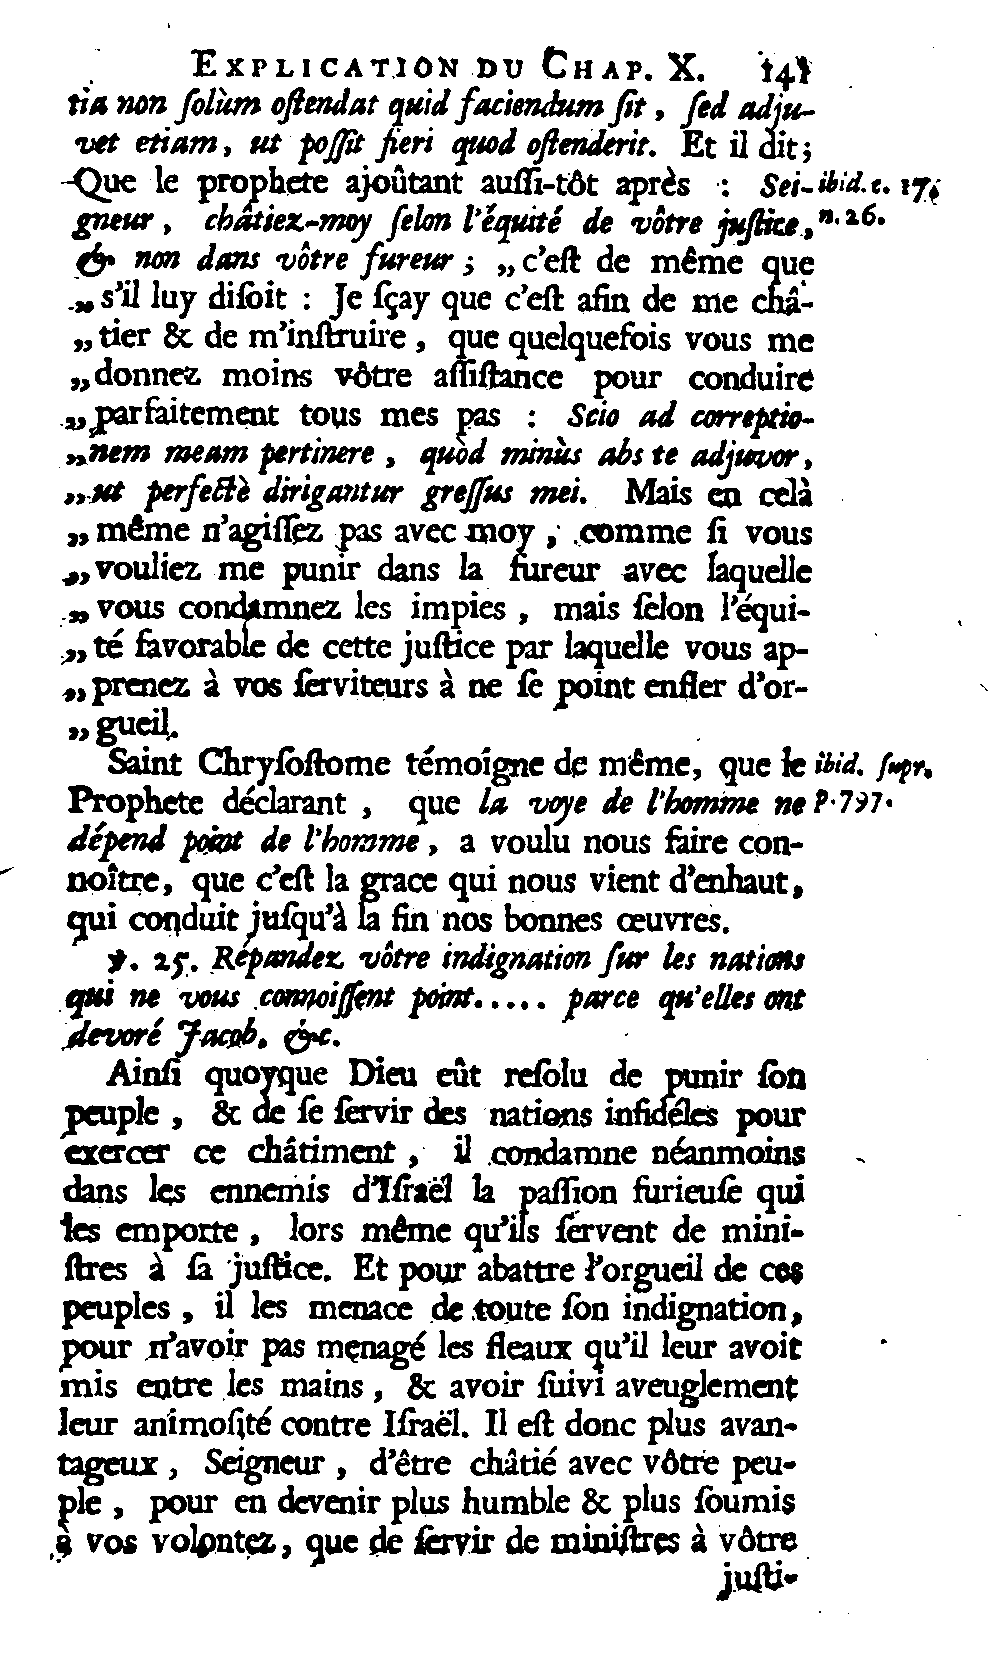 EXPLICATION DU CHAP. X. 141
tia non ſolùm oſtendat quid faciendum ſit, ſed adju-
vet etiam, ut poſſit fieri quod oſtenderit. Et il dit;
Que le prophete ajoûtant auſſi-tôt après : Sei- ibid. c. 17.
gneur, châtiez-moy ſelon l'équité de vôtre juſtice, n. 26.
& non dans vôtre fureur ; „ c'eſt de même que
„ s'il luy diſoit : Je ſçay que c'eſt afin de me châ-
„ tier & de m'inſtruire, que quelquefois vous me
„ donnez moins vôtre aſſiſtance pour conduire
„ parfaitement tous mes pas : Scio ad correptio-
„ nem meam pertinere, quòd minùs abs te adjuvor,
„ ut perfectè dirigantur greſſus mei. Mais en celà
„ même n'agiſſez pas avec moy, comme ſi vous
„ vouliez me punir dans la fureur avec laquelle
„ vous condamnez les impies, mais ſelon l'équi-
„ té favorable de cette juſtice par laquelle vous ap-
„ prenez à vos ſerviteurs à ne ſe point enfler d'or-
„ gueil.
Saint Chryſoſtome témoigne de même, que le ibid. ſupr.
Prophete déclarant, que la voye de l'homme ne P. 797.
dépend point de l'homme, a voulu nous faire con-
noître, que c'eſt la grace qui nous vient d'enhaut,
qui conduit juſqu'à la fin nos bonnes œuvres.
℣. 25. Répandez vôtre indignation ſur les nations
qui ne vous connoiſſent point..... parce qu'elles ont
devoré Jacob. &c.
Ainſi quoyque Dieu eût reſolu de punir ſon
peuple, & de ſe ſervir des nations infidéles pour
exercer ce châtiment, il condamne néanmoins
dans les ennemis d'Iſraël la paſſion furieuſe qui
les emporte, lors même qu'ils ſervent de mini-
ſtres à ſa juſtice. Et pour abattre l'orgueil de ces
peuples, il les menace de toute ſon indignation,
pour n'avoir pas menagé les fleaux qu'il leur avoit
mis entre les mains, & avoir ſuivi aveuglement
leur animoſité contre Iſraël. Il eſt donc plus avan-
tageux, Seigneur, d'être châtié avec vôtre peu-
ple, pour en devenir plus humble & plus ſoumis
à vos volontez, que de ſervir de miniſtres à vôtre
juſti-